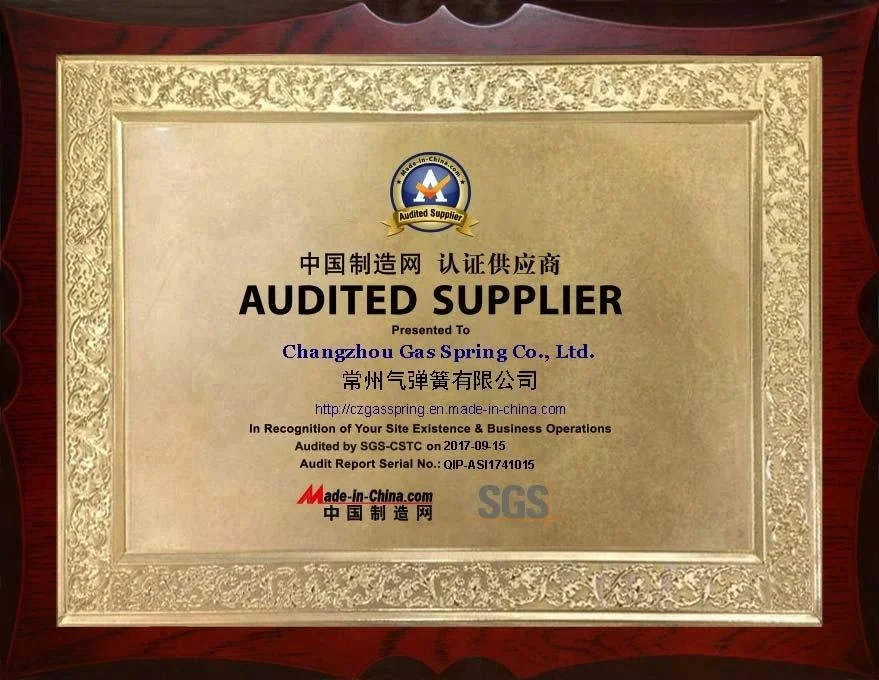 Made-in-China.com
A
Audited Supplier
中国制造网 认证供应商
AUDITED SUPPLIER
Presented To
Changzhou Gas Spring Co., Ltd.
常州气弹簧有限公司
http://czgasspring.en.made-in-china.com
In Recognition of Your Site Existence & Business Operations
Audited by SGS-CSTC on 2017-09-15
Audit Report Serial No.: QIP-ASI1741015
Made-in-China.com SGS
中国制造网